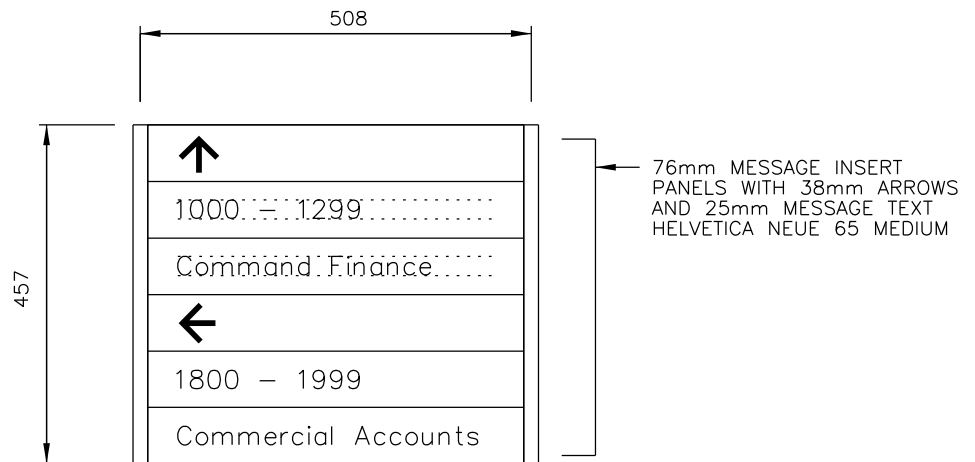 508
76mm MESSAGE INSERT
PANELS WITH 38mm ARROWS
AND 25mm MESSAGE TEXT
HELVETICA NEUE 65 MEDIUM
457
1000 – 1299
Command Finance
1800 – 1999
Commercial Accounts